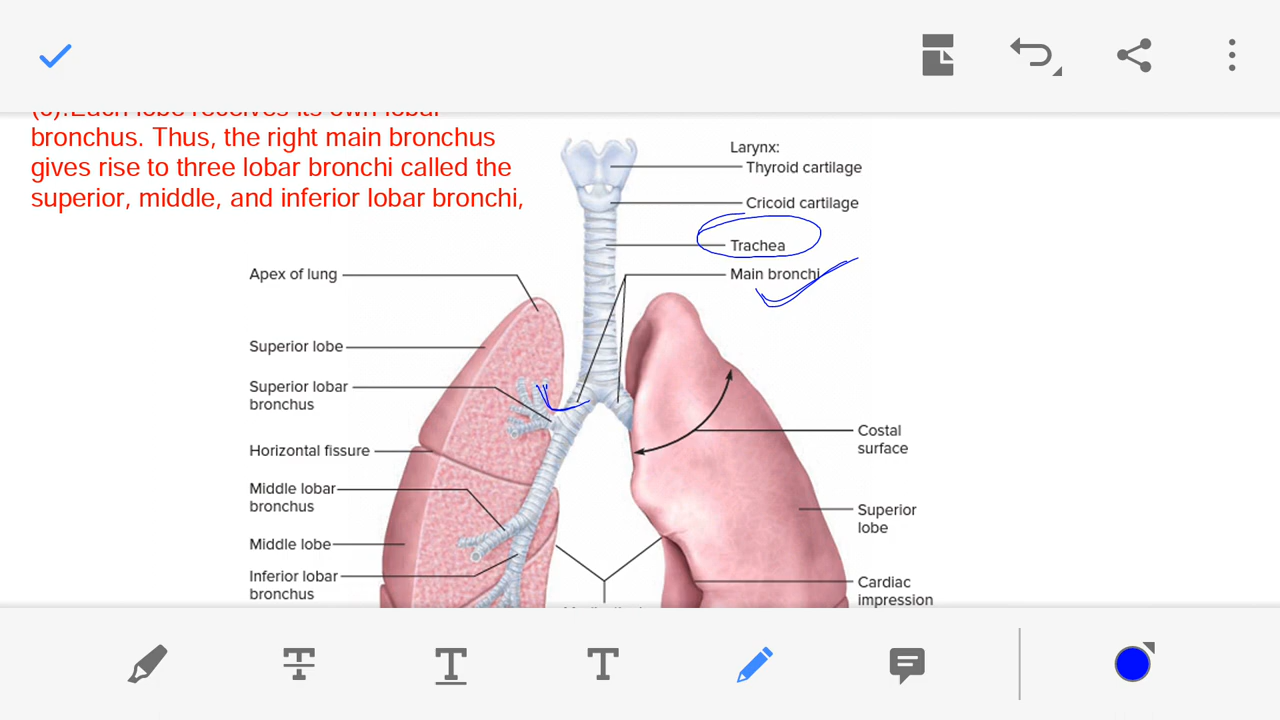 bronchus. Thus, the right main bronchus
gives rise to three lobar bronchi called the
superior, middle, and inferior lobar bronchi,
Larynx:
Thyroid cartilage
Cricoid cartilage
Trachea
Main bronchi
Apex of lung
Superior lobe
Superior lobar
bronchus
Horizontal fissure
Middle lobar
bronchus
Middle lobe
Inferior lobar
bronchus
Costal
surface
Superior
lobe
Cardiac
impression